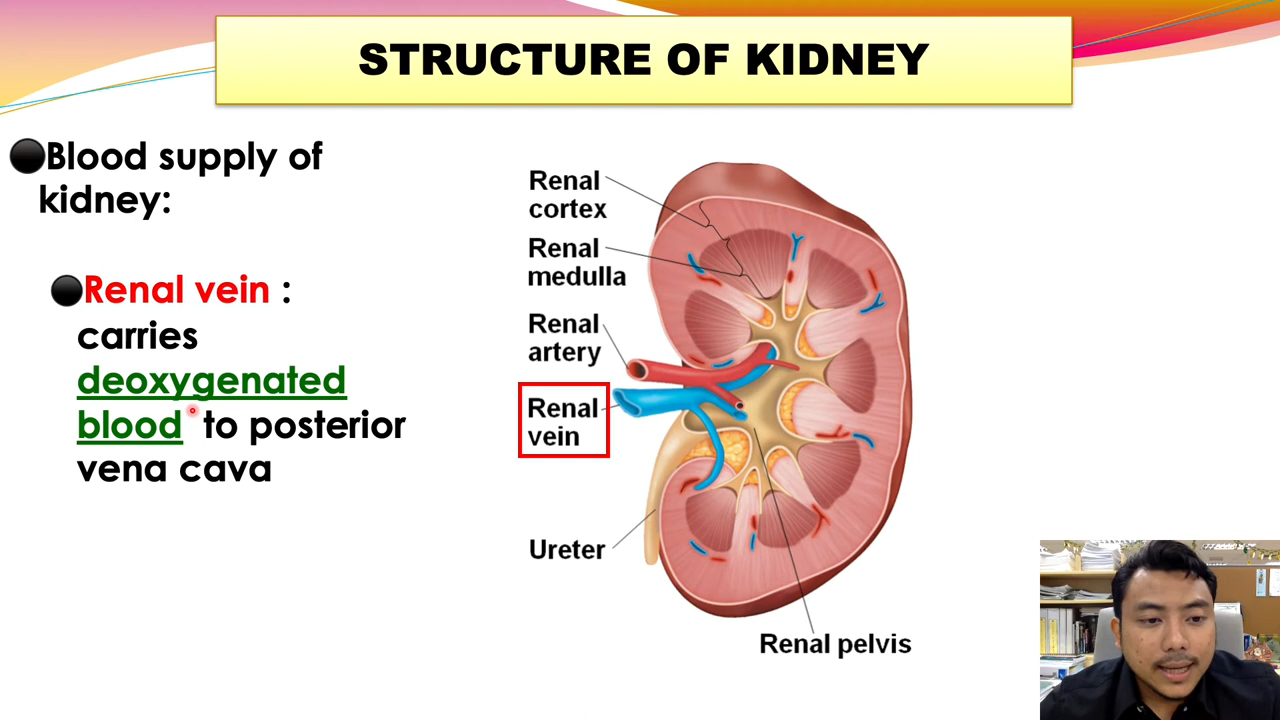 STRUCTURE OF KIDNEY
Blood supply of
kidney:
Renal vein :
carries
deoxygenated
blood to posterior
vena cava
Renal
cortex
Renal
medulla
Renal
artery
Renal
vein
Ureter
Renal pelvis